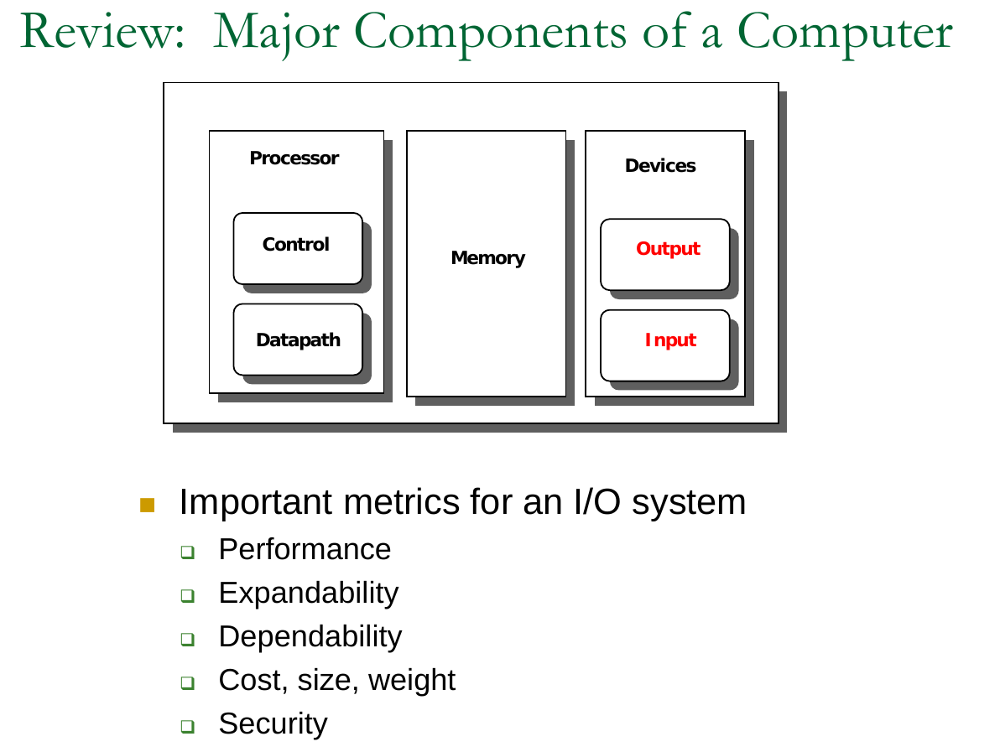 Review: Major Components of a Computer
Processor
Control
Datapath
Memory
Devices
Output
Input
Important metrics for an I/O system
Performance
Expandability
Dependability
Cost, size, weight
Security